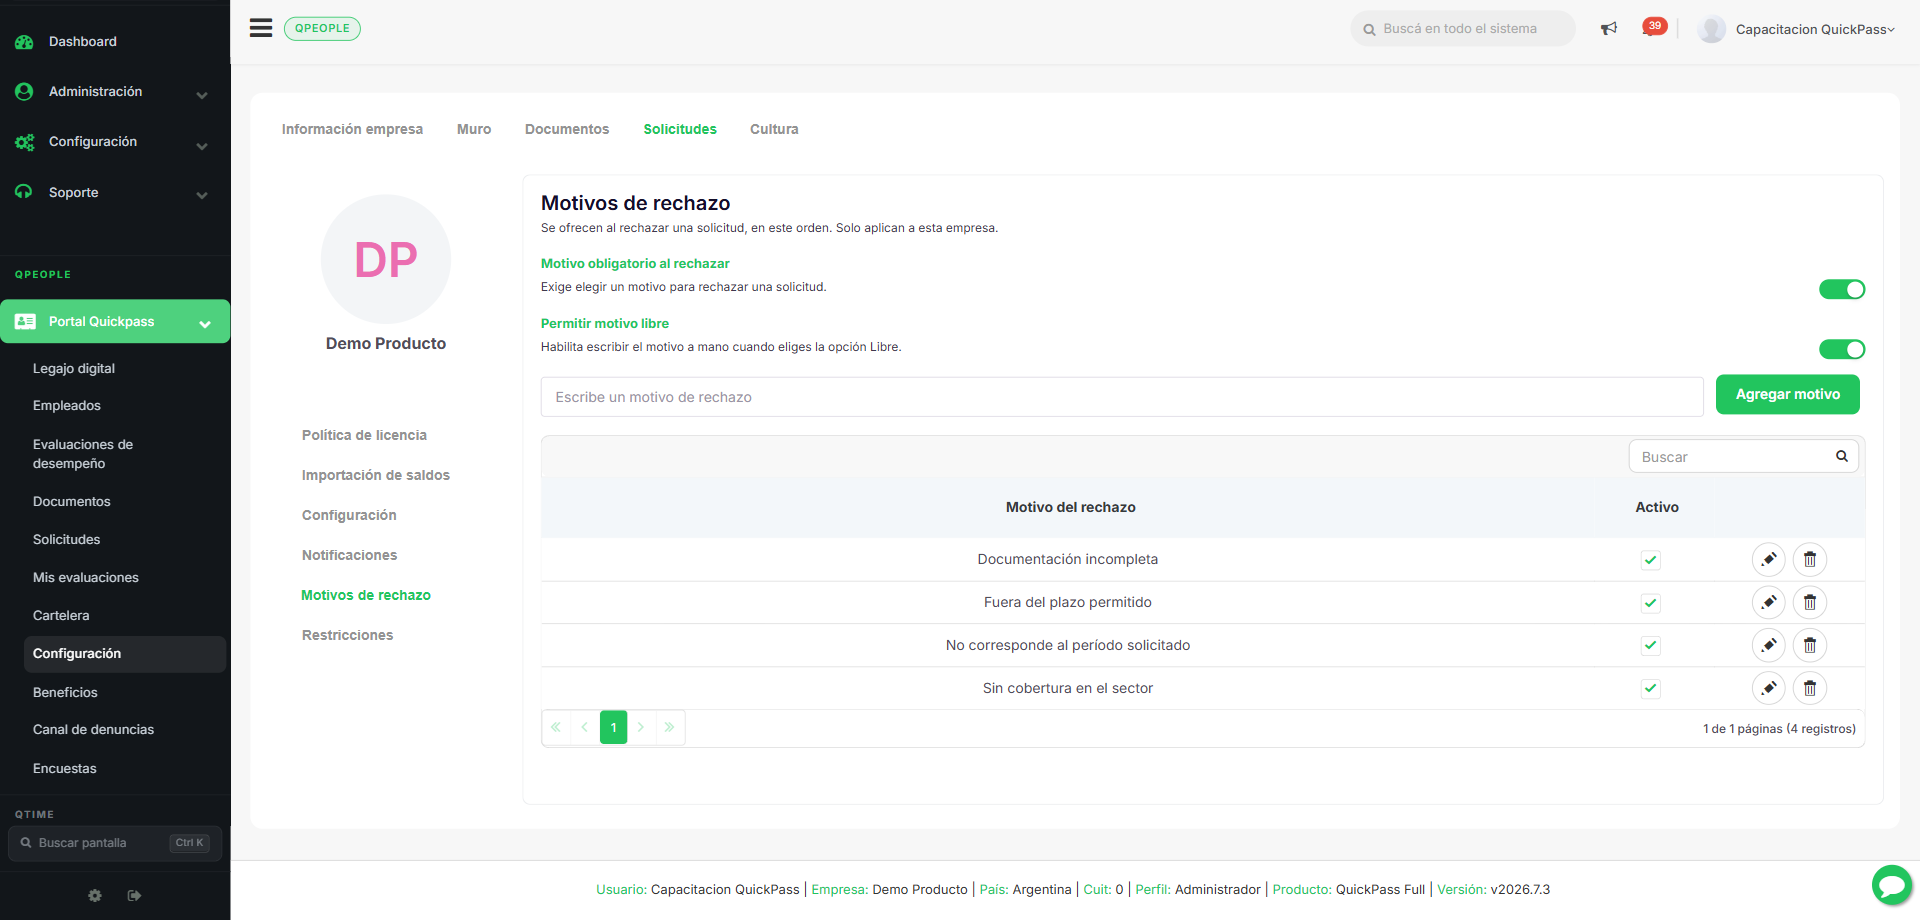 Dashboard
Administración
Configuración
Soporte
QPEOPLE
Portal Quickpass
Legajo digital
Empleados
Evaluaciones de
desempeño
Documentos
Solicitudes
Mis evaluaciones
Cartelera
Configuración
Beneficios
Canal de denuncias
Encuestas
QTIME
Buscar pantalla
Ctrl K
QPEOPLE
Buscá en todo el sistema
39
Capacitacion QuickPass
Información empresa
Muro
Documentos
Solicitudes
Cultura
DP
Demo Producto
Política de licencia
Importación de saldos
Configuración
Notificaciones
Motivos de rechazo
Restricciones
Motivos de rechazo
Se ofrecen al rechazar una solicitud, en este orden. Solo aplican a esta empresa.
Motivo obligatorio al rechazar
Exige elegir un motivo para rechazar una solicitud.
Permitir motivo libre
Habilita escribir el motivo a mano cuando eliges la opción Libre.
Escribe un motivo de rechazo
Agregar motivo
Buscar
Motivo del rechazo
Activo
Documentación incompleta
Fuera del plazo permitido
No corresponde al período solicitado
Sin cobertura en el sector
1
1 de 1 páginas (4 registros)
Usuario: Capacitacion QuickPass | Empresa: Demo Producto | País: Argentina | Cuit: 0 | Perfil: Administrador | Producto: QuickPass Full | Versión: v2026.7.3